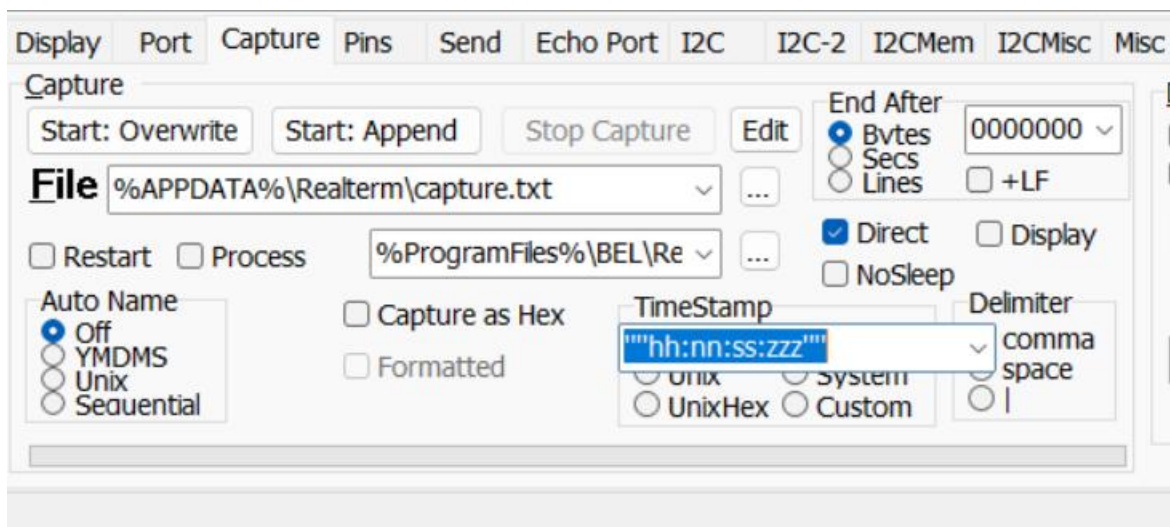 Display Port Capture Pins Send Echo Port I2C I2C-2 I2CMem I2CMisc Misc
Capture
Start: Overwrite Start: Append Stop Capture Edit
End After
Bytes 0000000
Secs
Lines +LF
File %APPDATA%\Realterm\capture.txt ...
Restart Process %ProgramFiles%\BEL\Re ...
Direct Display
NoSleep
Auto Name
Off
YMDMS
Unix
Sequential
Capture as Hex
Formatted
TimeStamp
""hh:nn:ss:zzz""
Unix System
UnixHex Custom
Delimiter
comma
space
|